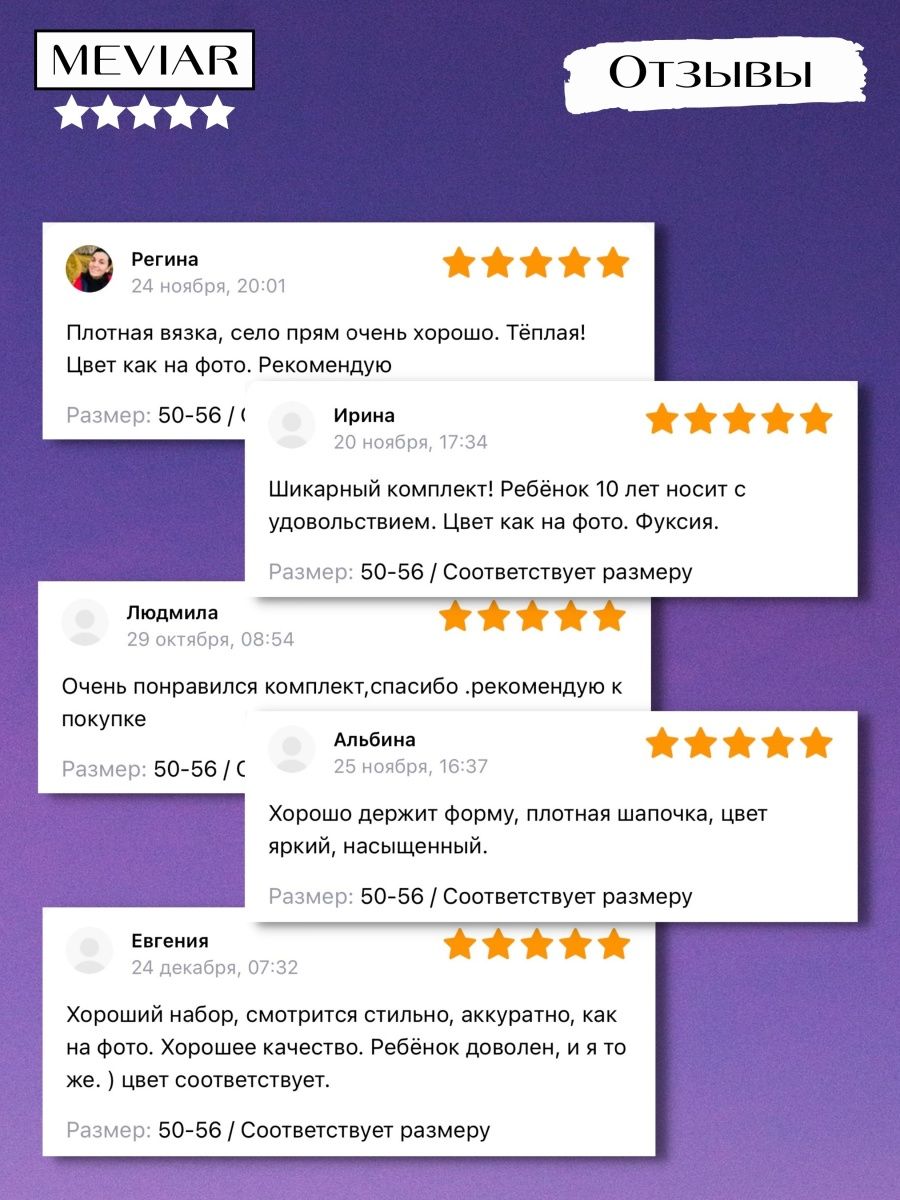 MEVIAR
Отзывы
Регина
24 ноября, 20:01
Плотная вязка, село прям очень хорошо. Тёплая!
Цвет как на фото. Рекомендую
Размер: 50-56 /
Ирина
20 ноября, 17:34
Шикарный комплект! Ребёнок 10 лет носит с
удовольствием. Цвет как на фото. Фуксия.
Размер: 50-56 / Соответствует размеру
Людмила
29 октября, 08:54
Очень понравился комплект,спасибо .рекомендую к
покупке
Размер: 50-56 /
Альбина
25 ноября, 16:37
Хорошо держит форму, плотная шапочка, цвет
яркий, насыщенный.
Размер: 50-56 / Соответствует размеру
Евгения
24 декабря, 07:32
Хороший набор, смотрится стильно, аккуратно, как
на фото. Хорошее качество. Ребёнок доволен, и я то
же. ) цвет соответствует.
Размер: 50-56 / Соответствует размеру